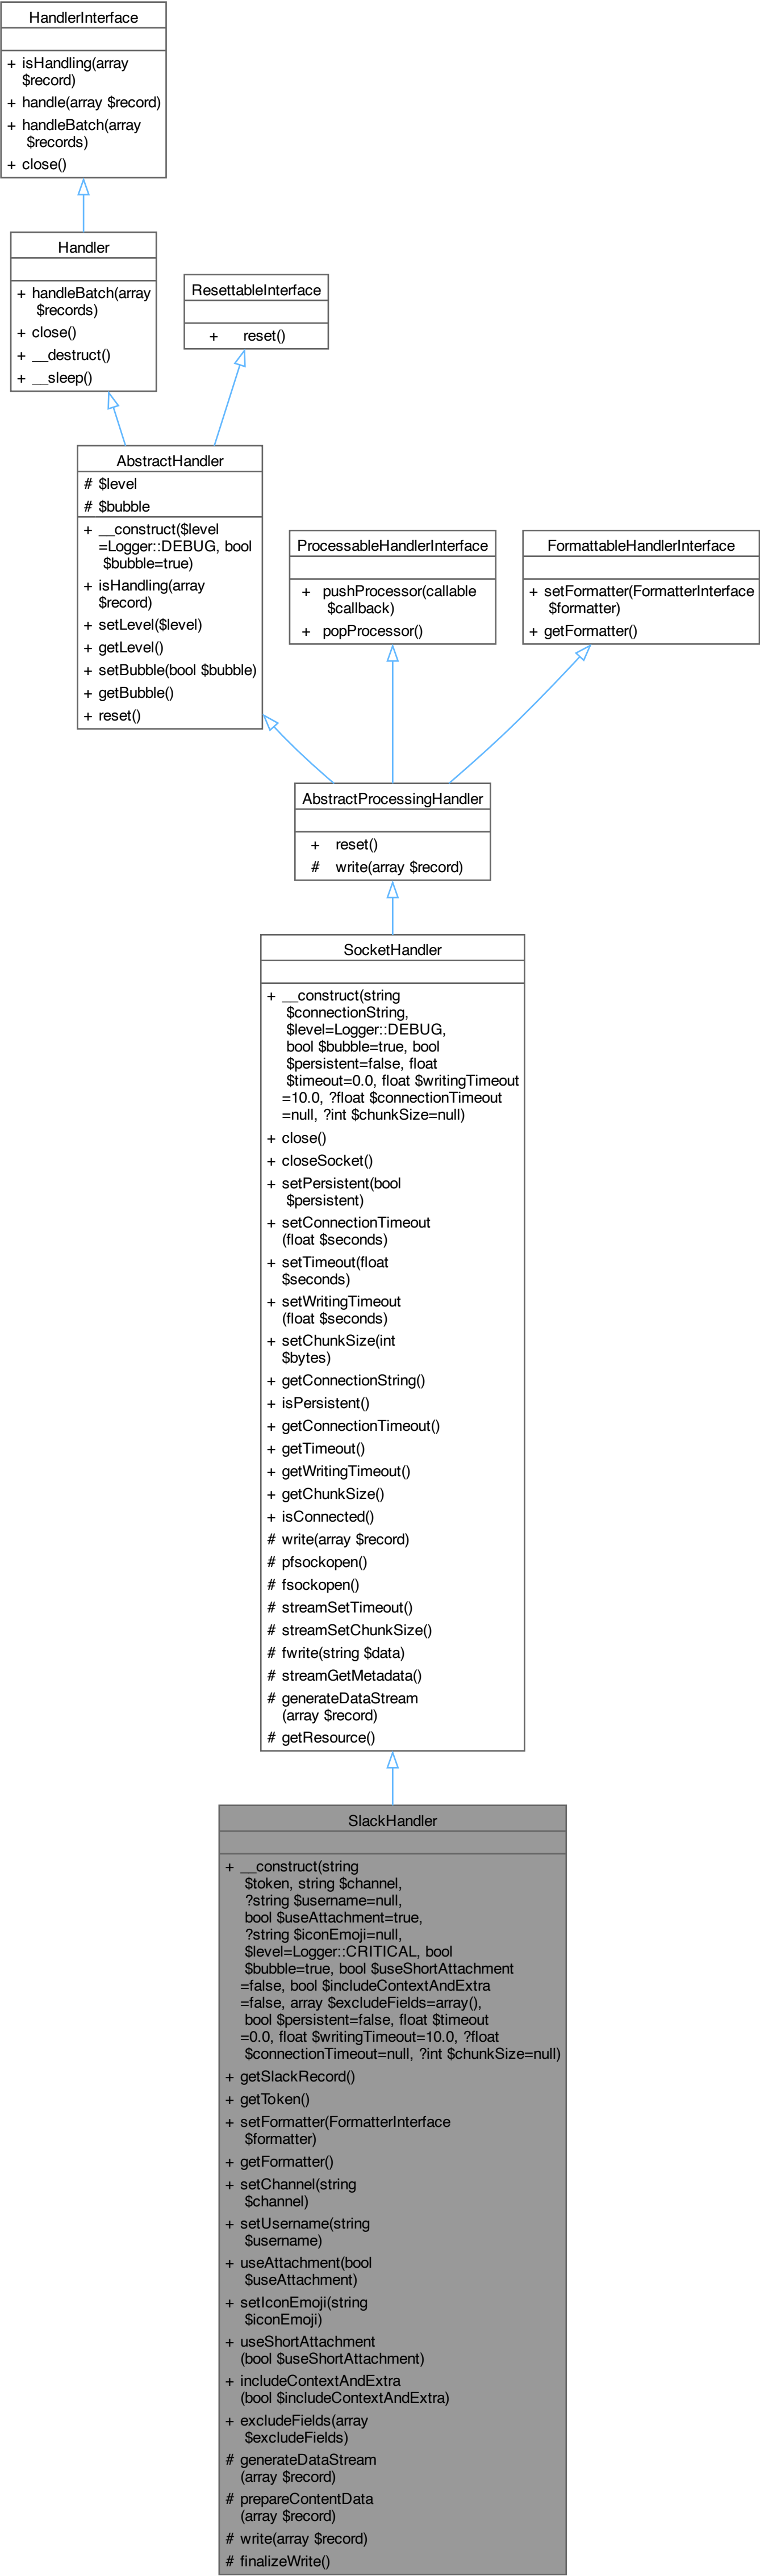 HandlerInterface
+ isHandling(array
$record)
+ handle(array $record)
+ handleBatch(array
$records)
+ close()
Handler
+ handleBatch(array
$records)
+ close()
+ __destruct()
+ __sleep()
ResettableInterface
+ reset()
AbstractHandler
# $level
# $bubble
+ __construct($level
=Logger::DEBUG, bool
$bubble=true)
+ isHandling(array
$record)
+ setLevel($level)
+ getLevel()
+ setBubble(bool $bubble)
+ getBubble()
+ reset()
ProcessableHandlerInterface
+ pushProcessor(callable
$callback)
+ popProcessor()
FormattableHandlerInterface
+ setFormatter(FormatterInterface
$formatter)
+ getFormatter()
AbstractProcessingHandler
+ reset()
# write(array $record)
SocketHandler
+ __construct(string
$connectionString,
$level=Logger::DEBUG,
bool $bubble=true, bool
$persistent=false, float
$timeout=0.0, float $writingTimeout
=10.0, ?float $connectionTimeout
=null, ?int $chunkSize=null)
+ close()
+ closeSocket()
+ setPersistent(bool
$persistent)
+ setConnectionTimeout
(float $seconds)
+ setTimeout(float
$seconds)
+ setWritingTimeout
(float $seconds)
+ setChunkSize(int
$bytes)
+ getConnectionString()
+ isPersistent()
+ getConnectionTimeout()
+ getTimeout()
+ getWritingTimeout()
+ getChunkSize()
+ isConnected()
# write(array $record)
# pfsockopen()
# fsockopen()
# streamSetTimeout()
# streamSetChunkSize()
# fwrite(string $data)
# streamGetMetadata()
# generateDataStream
(array $record)
# getResource()
SlackHandler
+ __construct(string
$token, string $channel,
?string $username=null,
bool $useAttachment=true,
?string $iconEmoji=null,
$level=Logger::CRITICAL, bool
$bubble=true, bool $useShortAttachment
=false, bool $includeContextAndExtra
=false, array $excludeFields=array(),
bool $persistent=false, float $timeout
=0.0, float $writingTimeout=10.0, ?float
$connectionTimeout=null, ?int $chunkSize=null)
+ getSlackRecord()
+ getToken()
+ setFormatter(FormatterInterface
$formatter)
+ getFormatter()
+ setChannel(string
$channel)
+ setUsername(string
$username)
+ useAttachment(bool
$useAttachment)
+ setIconEmoji(string
$iconEmoji)
+ useShortAttachment
(bool $useShortAttachment)
+ includeContextAndExtra
(bool $includeContextAndExtra)
+ excludeFields(array
$excludeFields)
# generateDataStream
(array $record)
# prepareContentData
(array $record)
# write(array $record)
# finalizeWrite()